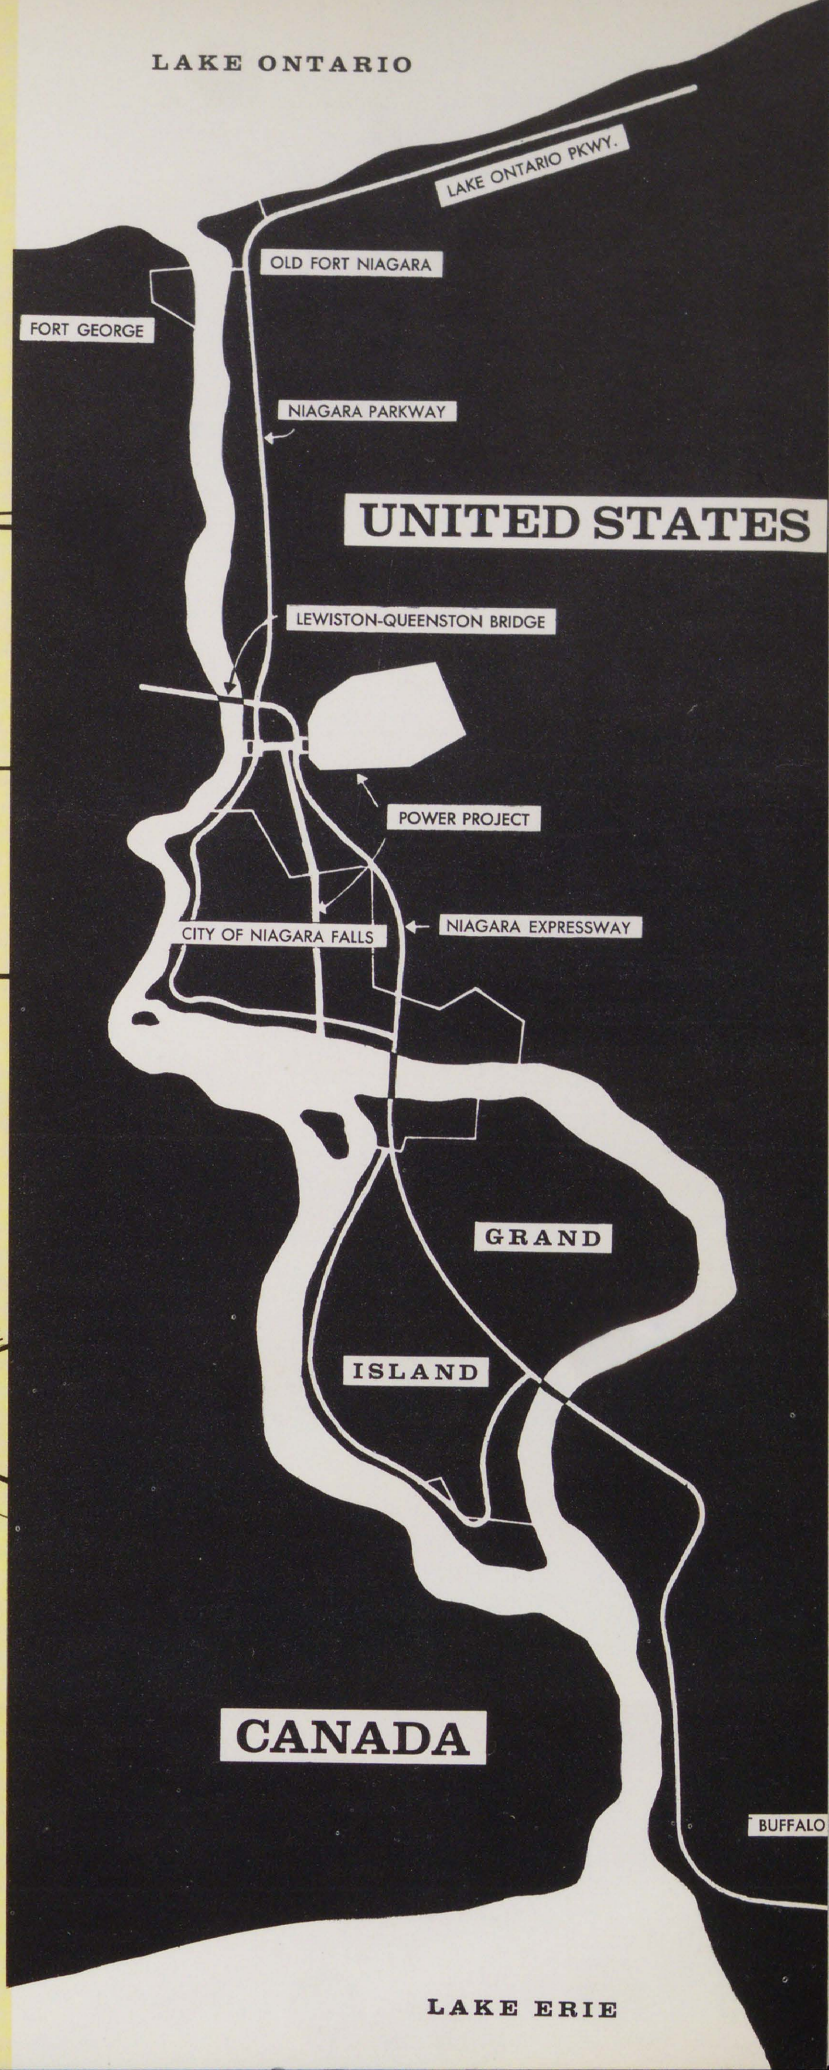 LAKE ONTARIO
LAKE ONTARIO PKWY.
OLD FORT NIAGARA
FORT GEORGE
NIAGARA PARKWAY
UNITED STATES
LEWISTON-QUEENSTON BRIDGE
POWER PROJECT
CITY OF NIAGARA FALLS
NIAGARA EXPRESSWAY
GRAND
ISLAND
CANADA
BUFFALO
LAKE ERIE